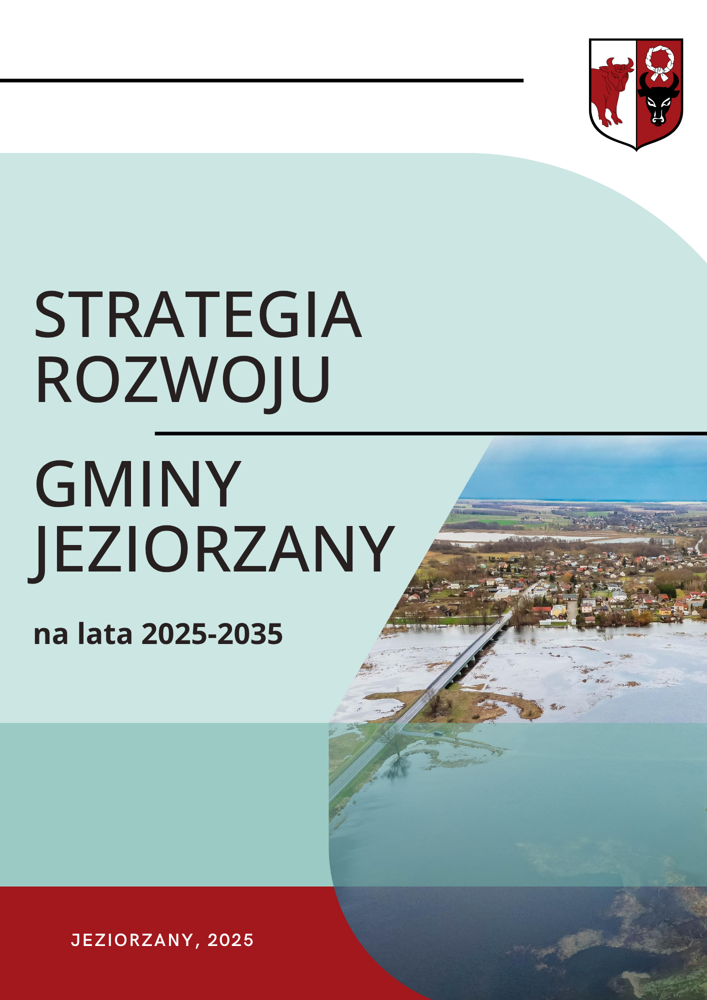 STRATEGIA
ROZWOJU
GMINY
JEZIORZANY
na lata 2025-2035
JEZIORZANY, 2025